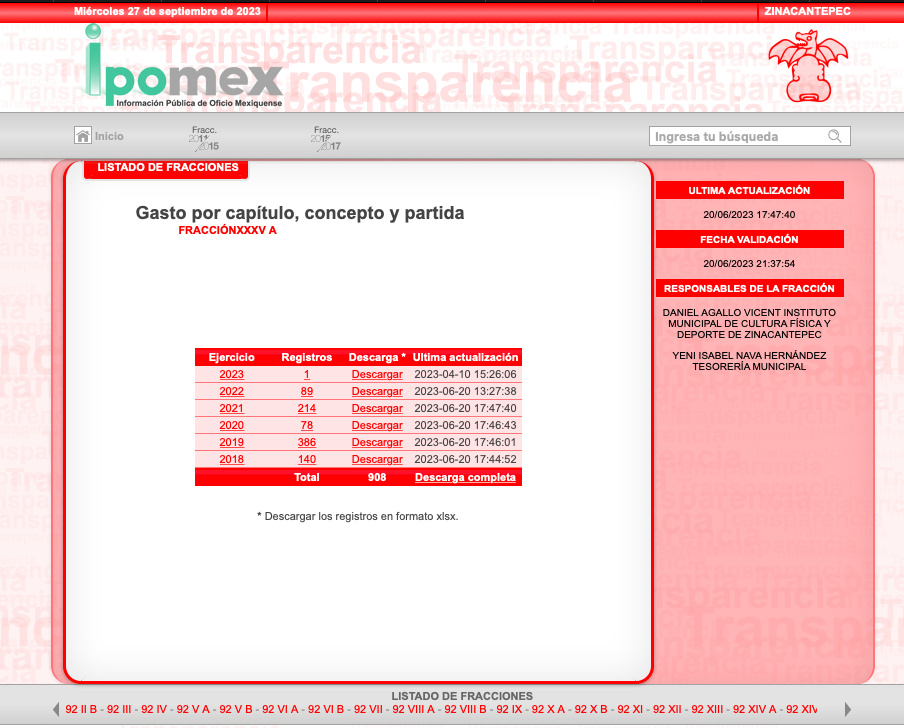 Miércoles 27 de septiembre de 2023
ZINACANTEPEC
ipomex
Información Pública de Oficio Mexiquense
Transparencia
Inicio
Fracc.
2015
Fracc.
2017
Ingresa tu búsqueda
LISTADO DE FRACCIONES
Gasto por capítulo, concepto y partida
FRACCIÓNXXXV A
Ejercicio Registros Descarga * Ultima actualización
2023 1 Descargar 2023-04-10 15:26:06
2022 89 Descargar 2023-06-20 13:27:38
2021 214 Descargar 2023-06-20 17:47:40
2020 78 Descargar 2023-06-20 17:46:43
2019 386 Descargar 2023-06-20 17:46:01
2018 140 Descargar 2023-06-20 17:44:52
Total 908 Descarga completa
* Descargar los registros en formato xlsx.
ULTIMA ACTUALIZACIÓN
20/06/2023 17:47:40
FECHA VALIDACIÓN
20/06/2023 21:37:54
RESPONSABLES DE LA FRACCIÓN
DANIEL AGALLO VICENT INSTITUTO
MUNICIPAL DE CULTURA FÍSICA Y
DEPORTE DE ZINACANTEPEC
YENI ISABEL NAVA HERNÁNDEZ
TESORERÍA MUNICIPAL
LISTADO DE FRACCIONES
92 II B - 92 III - 92 IV - 92 V A - 92 V B - 92 VI A - 92 VI B - 92 VII - 92 VIII A - 92 VIII B - 92 IX - 92 X A - 92 X B - 92 XI - 92 XII - 92 XIII - 92 XIV A - 92 XIV